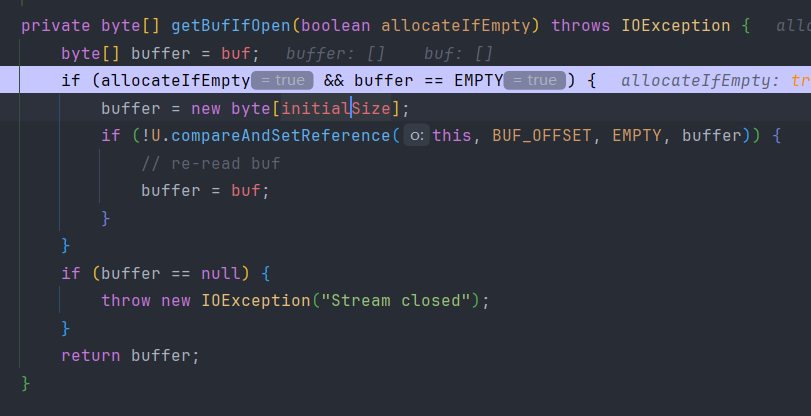 private byte[] getBufIfOpen(boolean allocateIfEmpty) throws IOException {   allo
byte[] buffer = buf;   buffer: []    buf: []
if (allocateIfEmpty = true && buffer == EMPTY = true ) {   allocateIfEmpty: tr
buffer = new byte[initialSize];
if (!U.compareAndSetReference( o: this, BUF_OFFSET, EMPTY, buffer)) {
// re-read buf
buffer = buf;
}
}
if (buffer == null) {
throw new IOException("Stream closed");
}
return buffer;
}